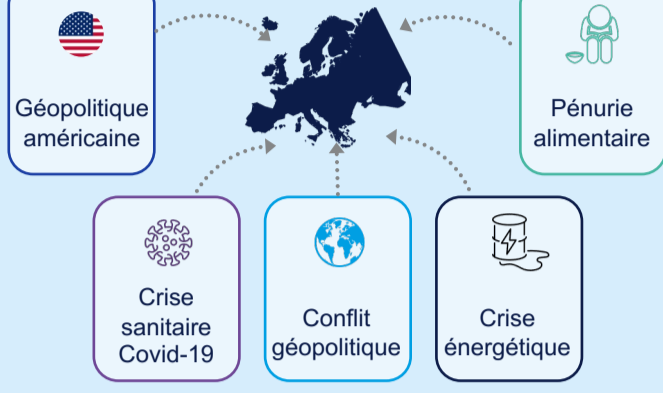 Géopolitique
américaine
Pénurie
alimentaire
Crise
sanitaire
Covid-19
Conflit
géopolitique
Crise
énergétique